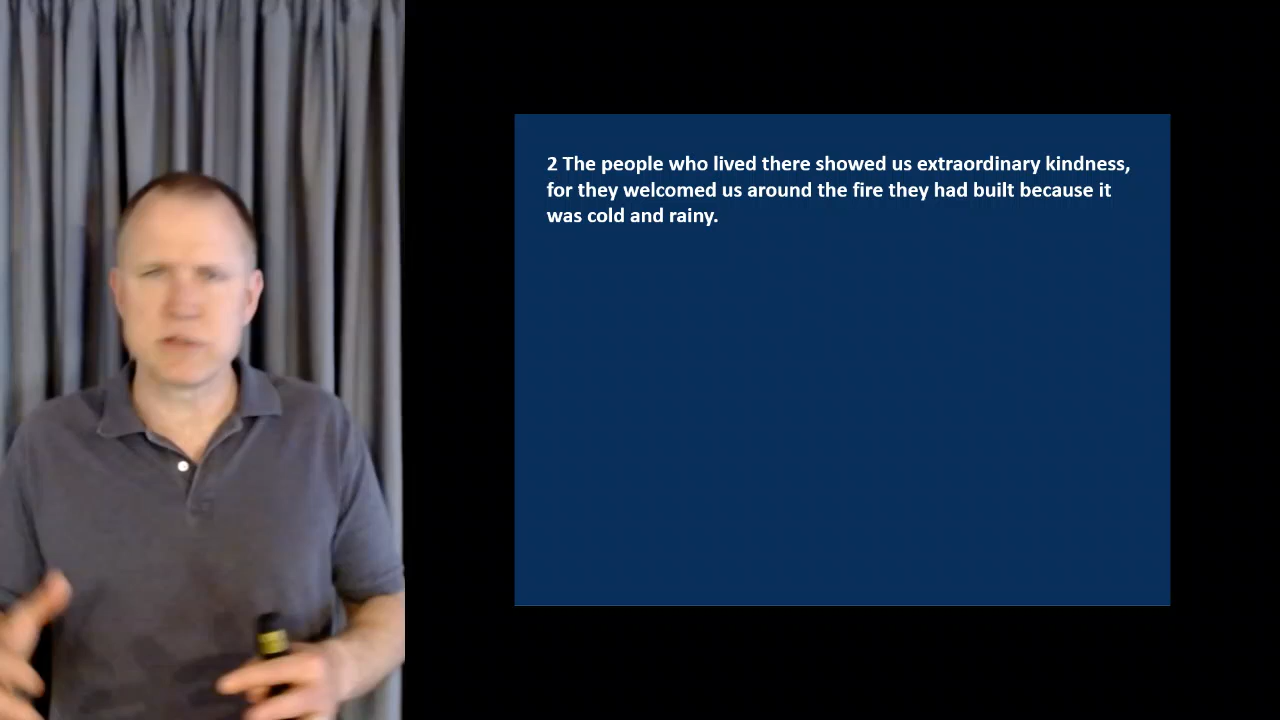 2 The people who lived there showed us extraordinary kindness,
for they welcomed us around the fire they had built because it
was cold and rainy.